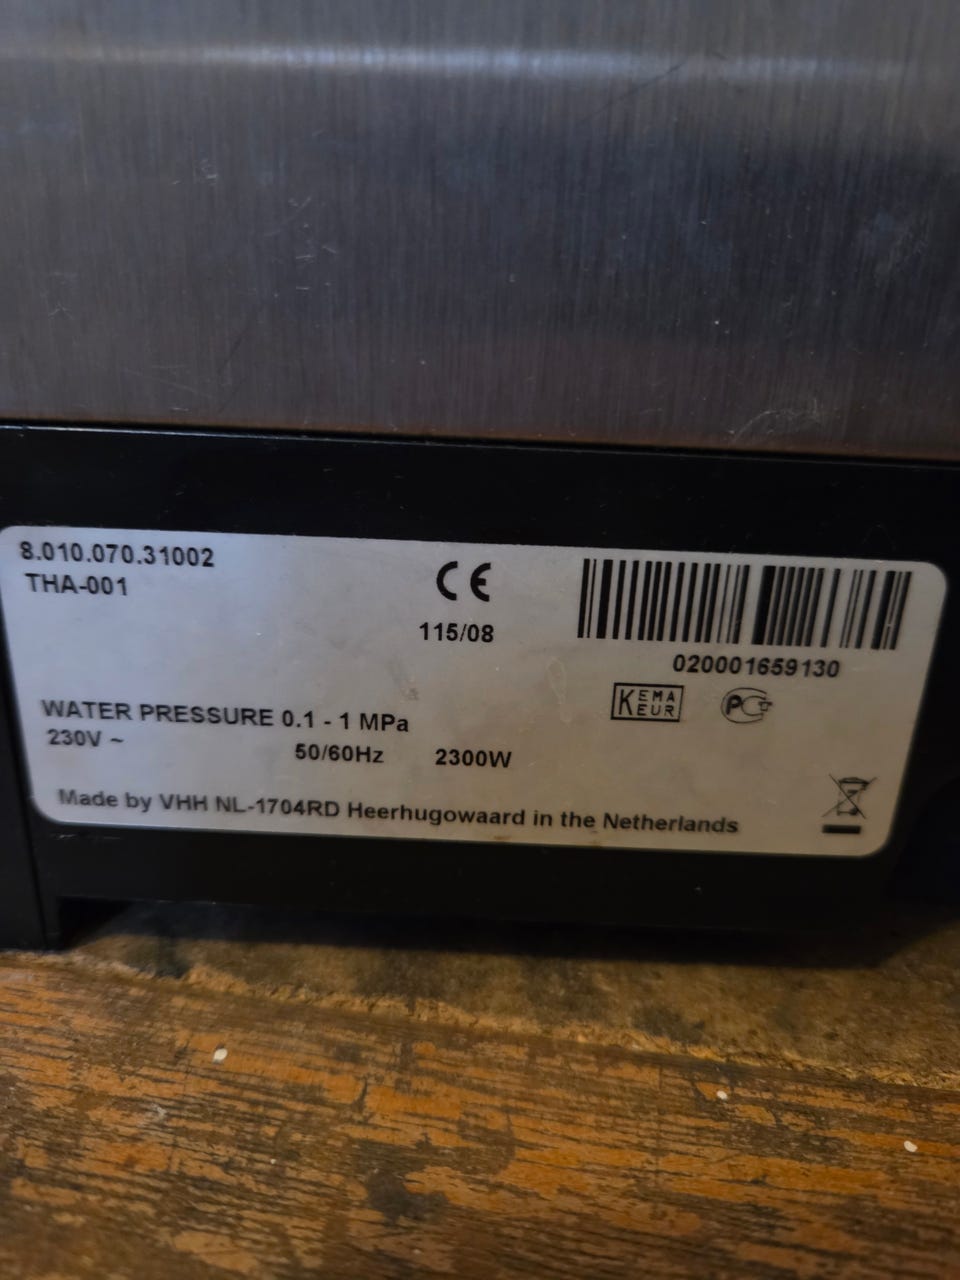 8.010.070.31002
THA-001
CE
115/08
020001659130
KEMA
KEUR
PC
WATER PRESSURE 0.1 - 1 MPa
230V ~ 50/60Hz 2300W
Made by VHH NL-1704RD Heerhugowaard in the Netherlands